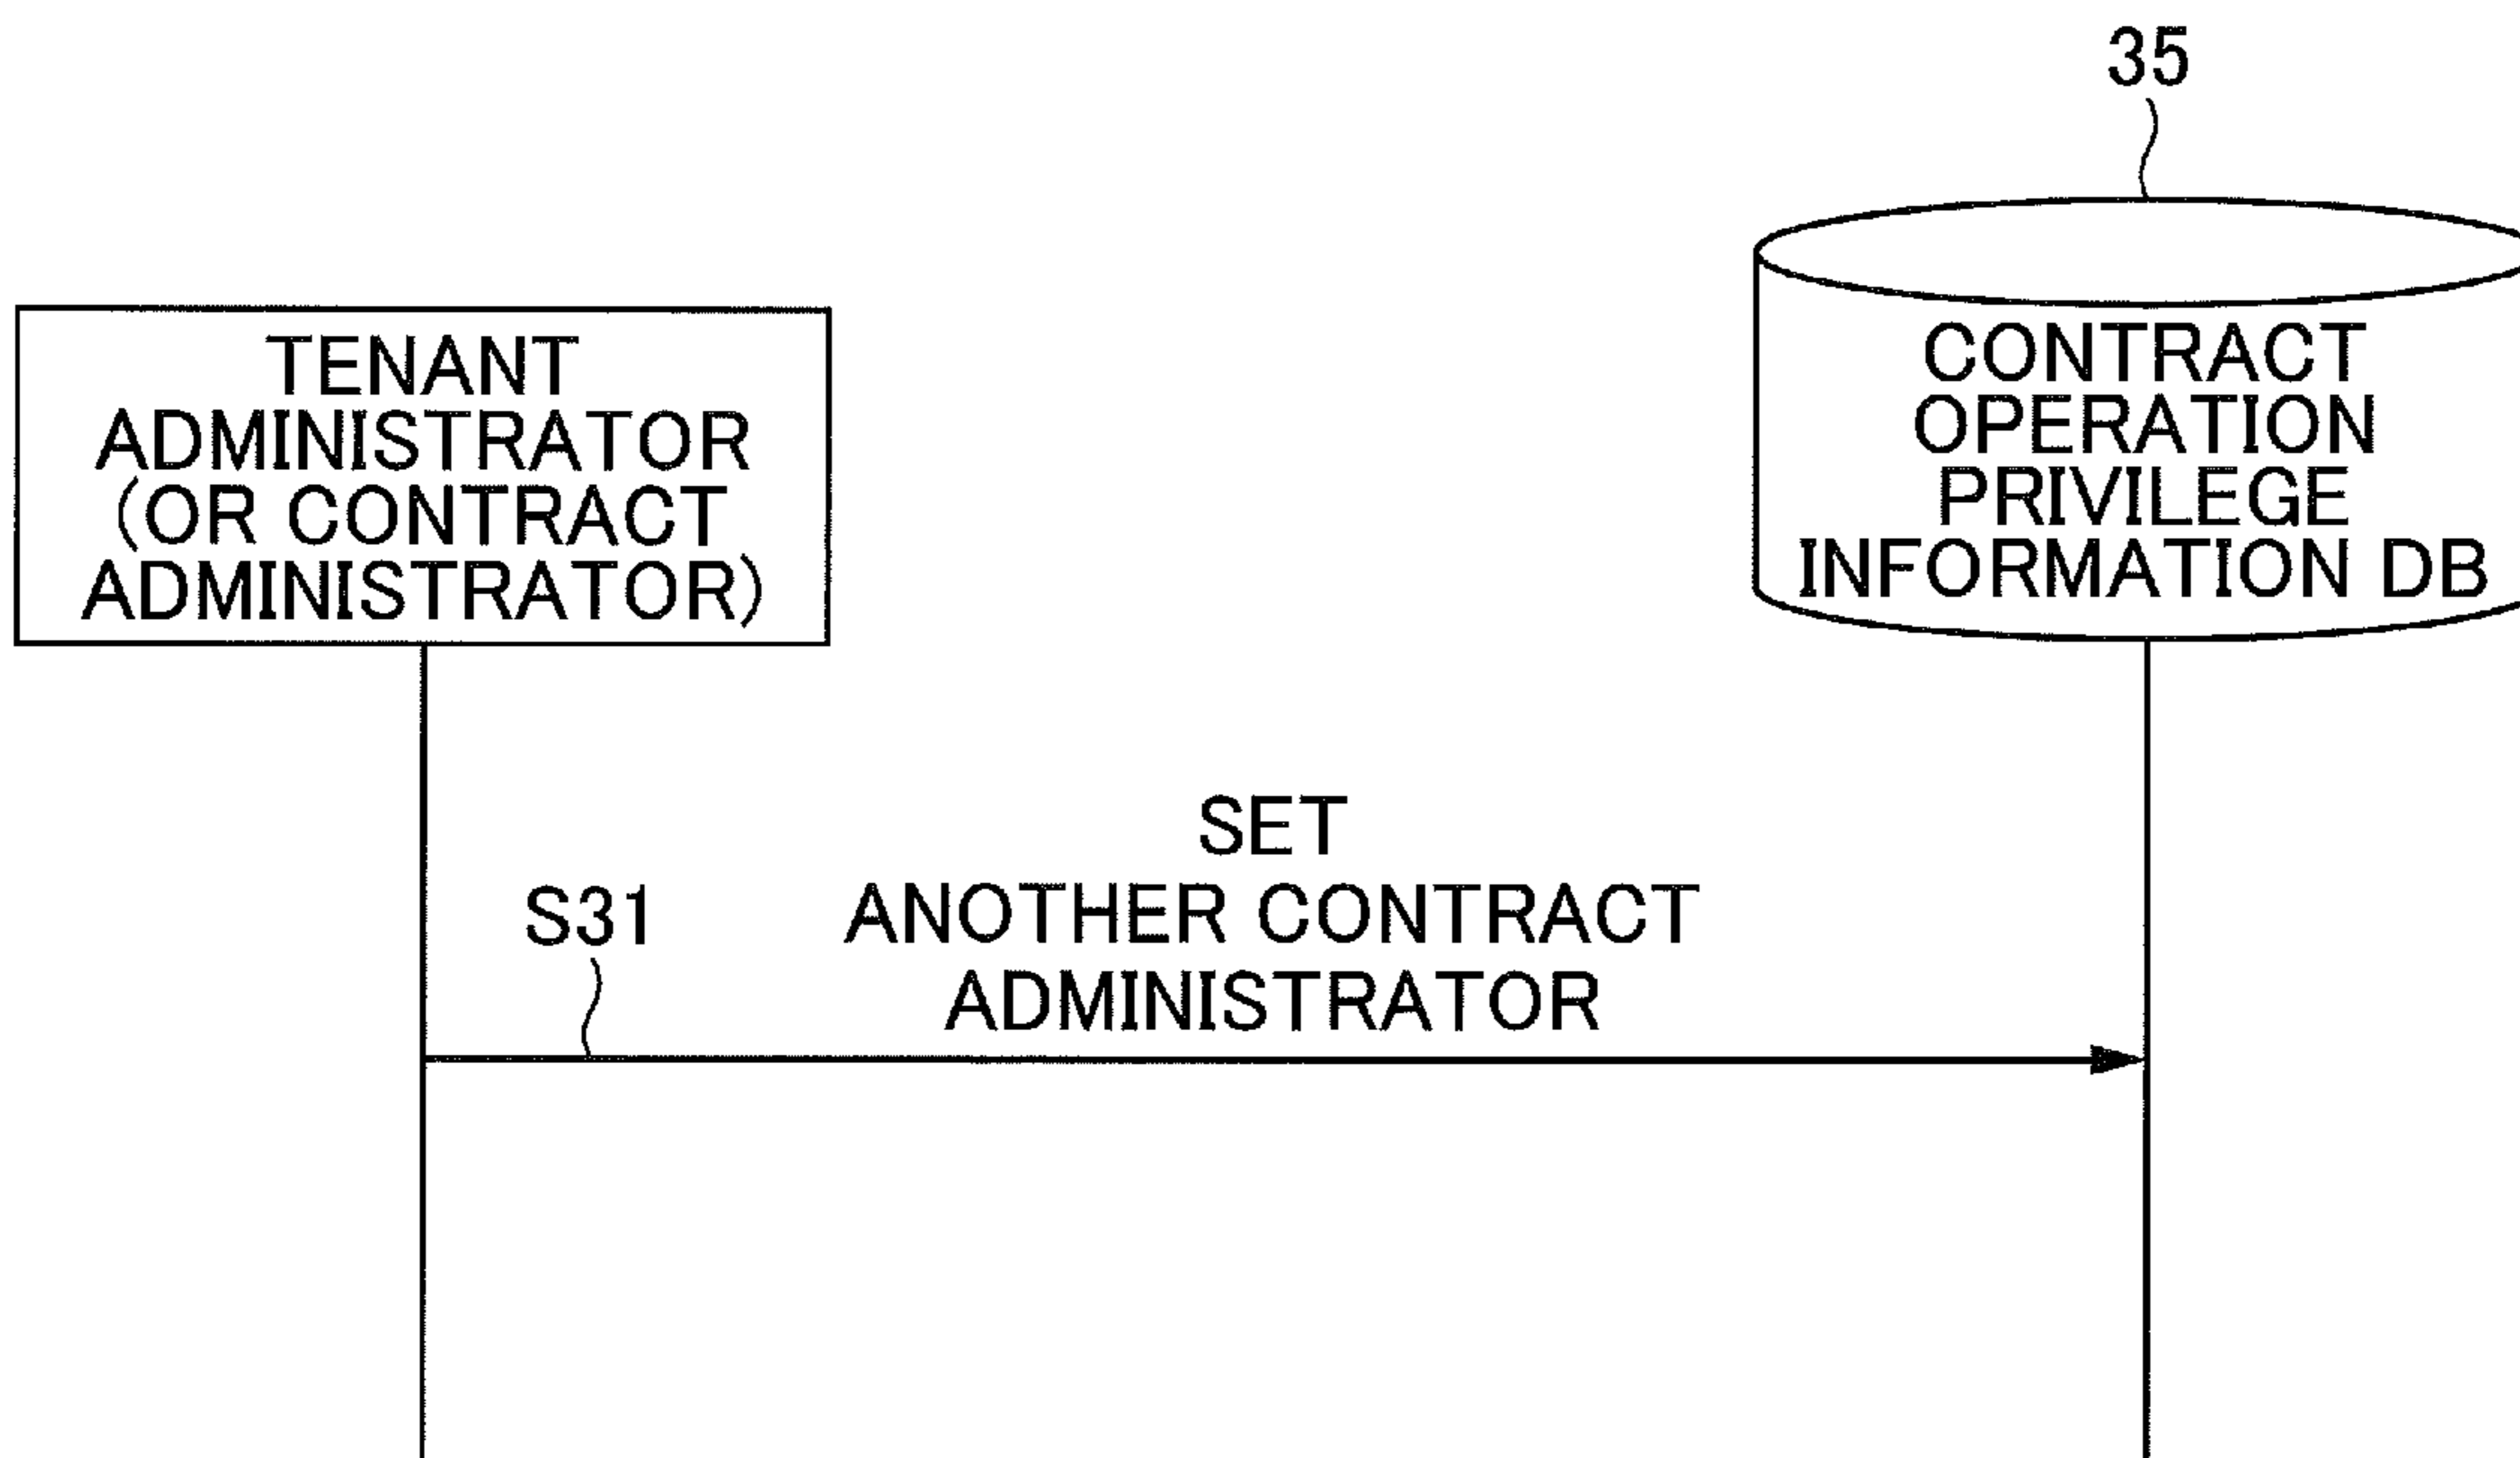 35
TENANT
ADMINISTRATOR
(OR CONTRACT
ADMINISTRATOR)
CONTRACT
OPERATION
PRIVILEGE
INFORMATION DB
SET
ANOTHER CONTRACT
ADMINISTRATOR
S31